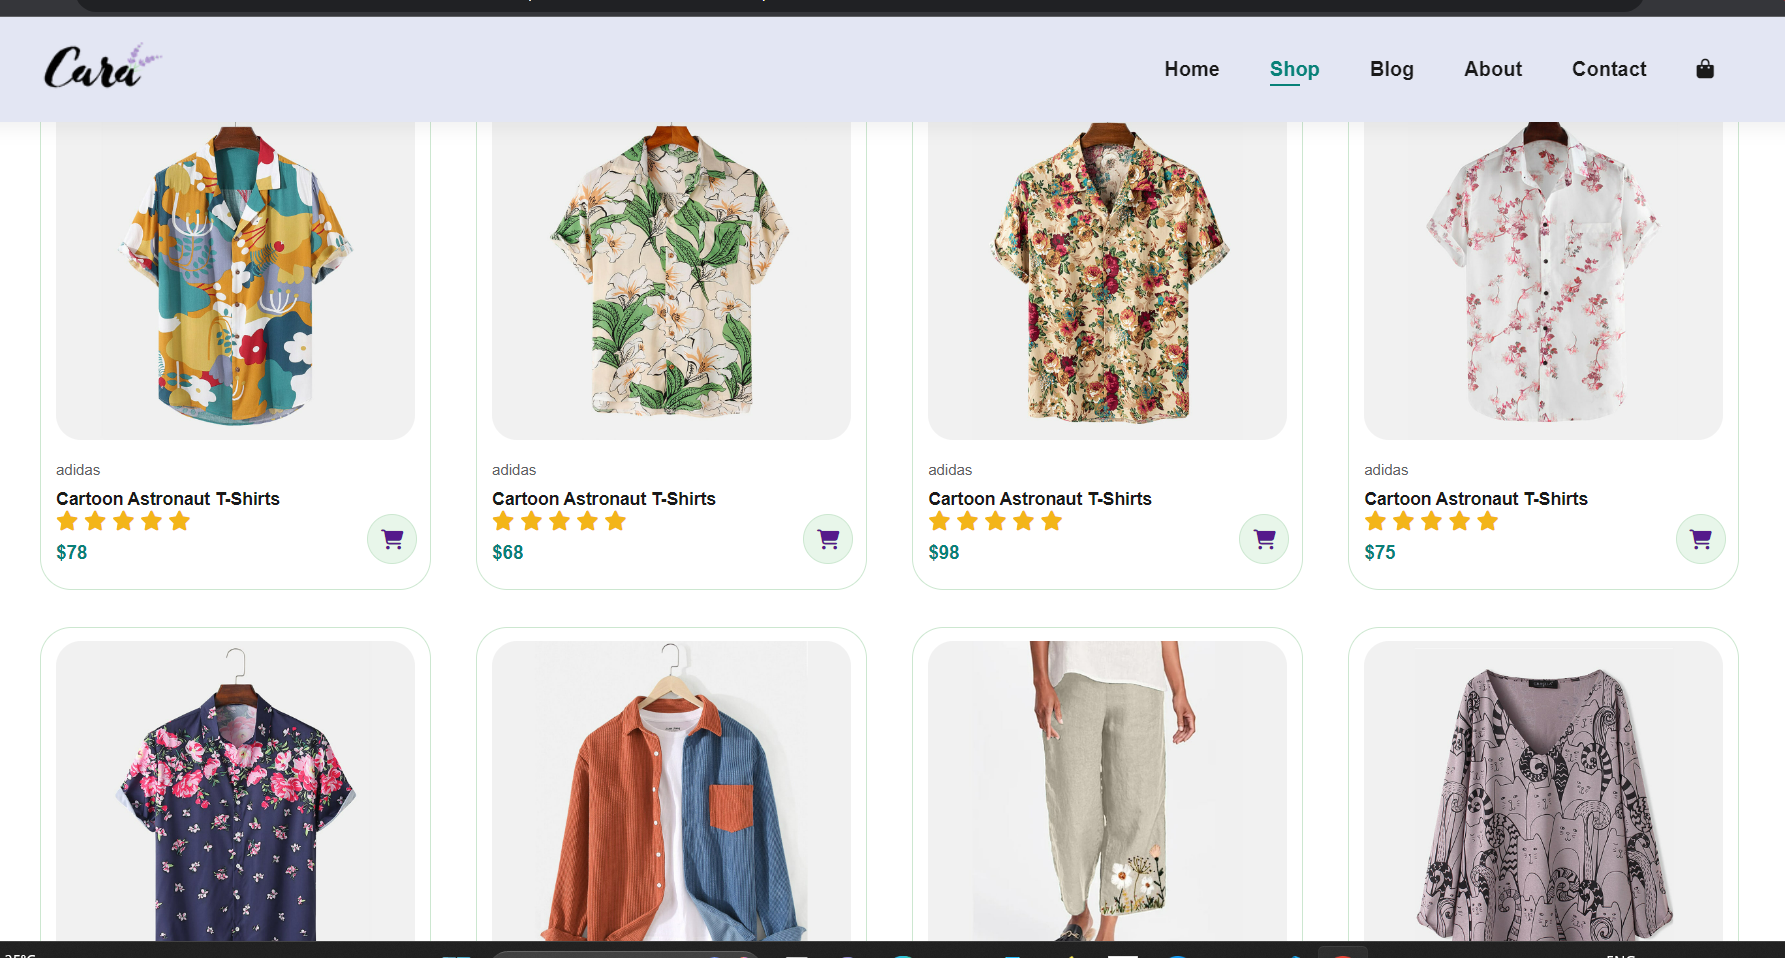 Cara
Home Shop Blog About Contact
adidas adidas adidas adidas
Cartoon Astronaut T-Shirts Cartoon Astronaut T-Shirts Cartoon Astronaut T-Shirts Cartoon Astronaut T-Shirts
$78 $68 $98 $75